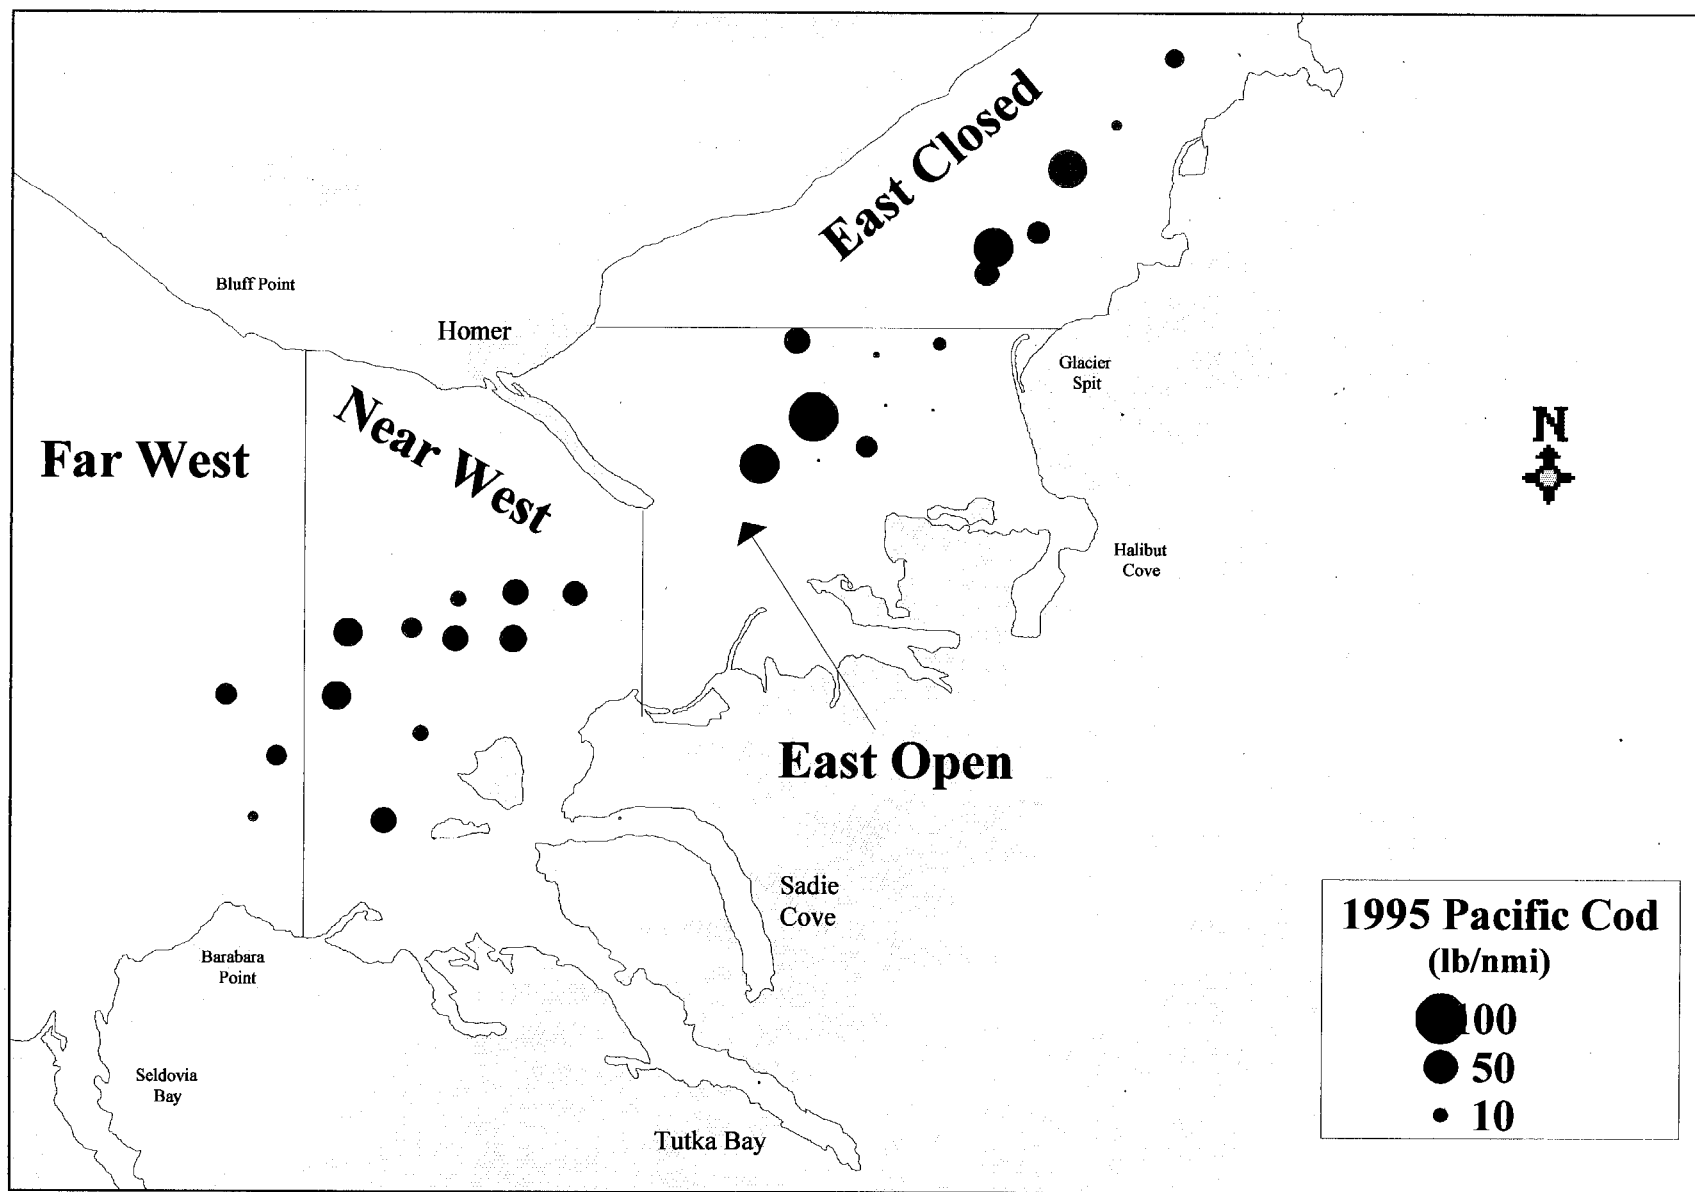 East Closed
Bluff Point
Homer
Glacier
Spit
Near West
Far West
N
Halibut
Cove
East Open
Sadie
Cove
Barabara
Point
Seldovia
Bay
Tutka Bay
1995 Pacific Cod
(lb/nmi)
100
50
10